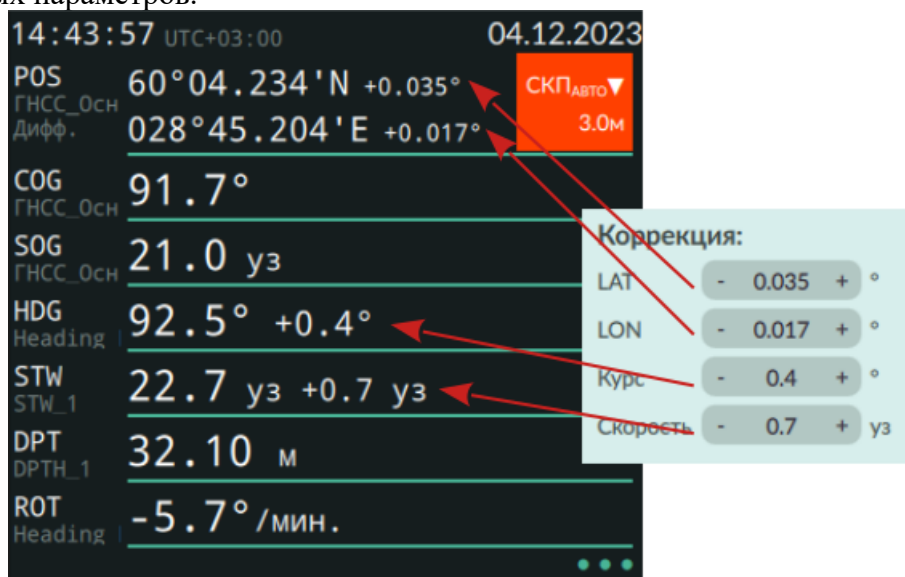 ых параметров.
14:43:57 UTC+03:00 04.12.2023
POS 60°04.234'N +0.035° СКПАВТО▼
ГНСС_Осн
Дифф. 028°45.204'E +0.017° 3.0м
COG 91.7°
ГНСС_Осн
SOG 21.0 уз
ГНСС_Осн
HDG 92.5° +0.4°
Heading
STW 22.7 уз +0.7 уз
STW_1
DPT 32.10 м
DPTH_1
ROT -5.7°/мин.
Heading
Коррекция:
LAT - 0.035 + °
LON - 0.017 + °
Курс - 0.4 + °
Скорость - 0.7 + уз